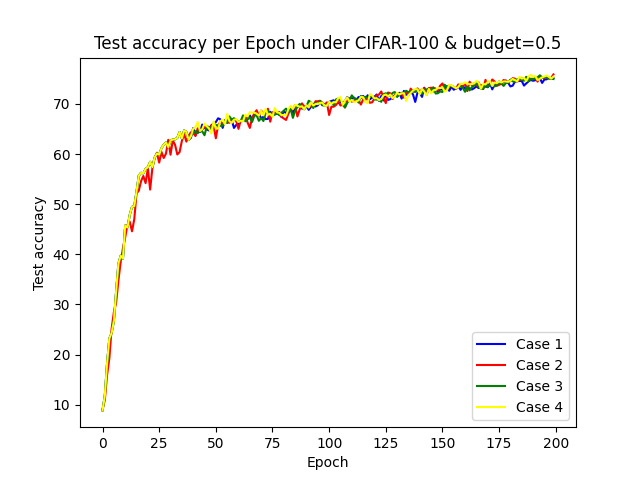 Test accuracy per Epoch under CIFAR-100 & budget=0.5
Test accuracy
70
60
50
40
30
20
10
0 25 50 75 100 125 150 175 200
Epoch
Case 1
Case 2
Case 3
Case 4